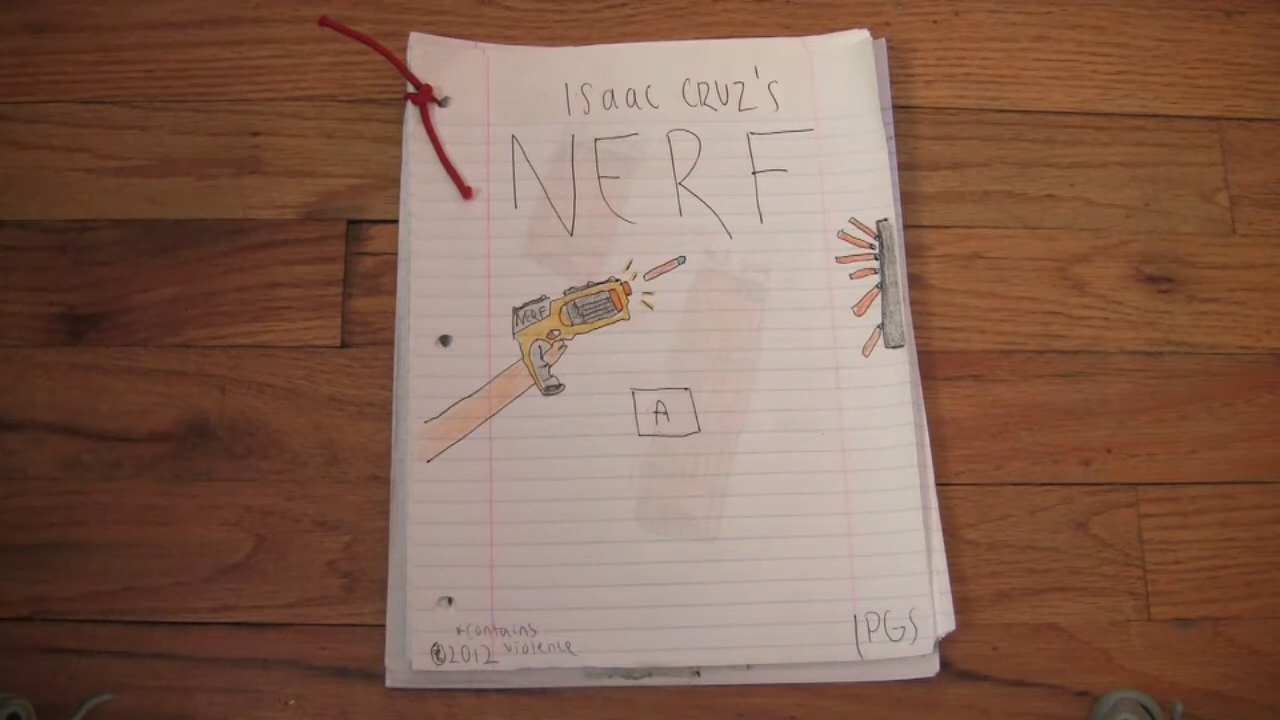 Isaac CRUZ's
NERF
NERF
A
*contains
violence
©2012
PGS